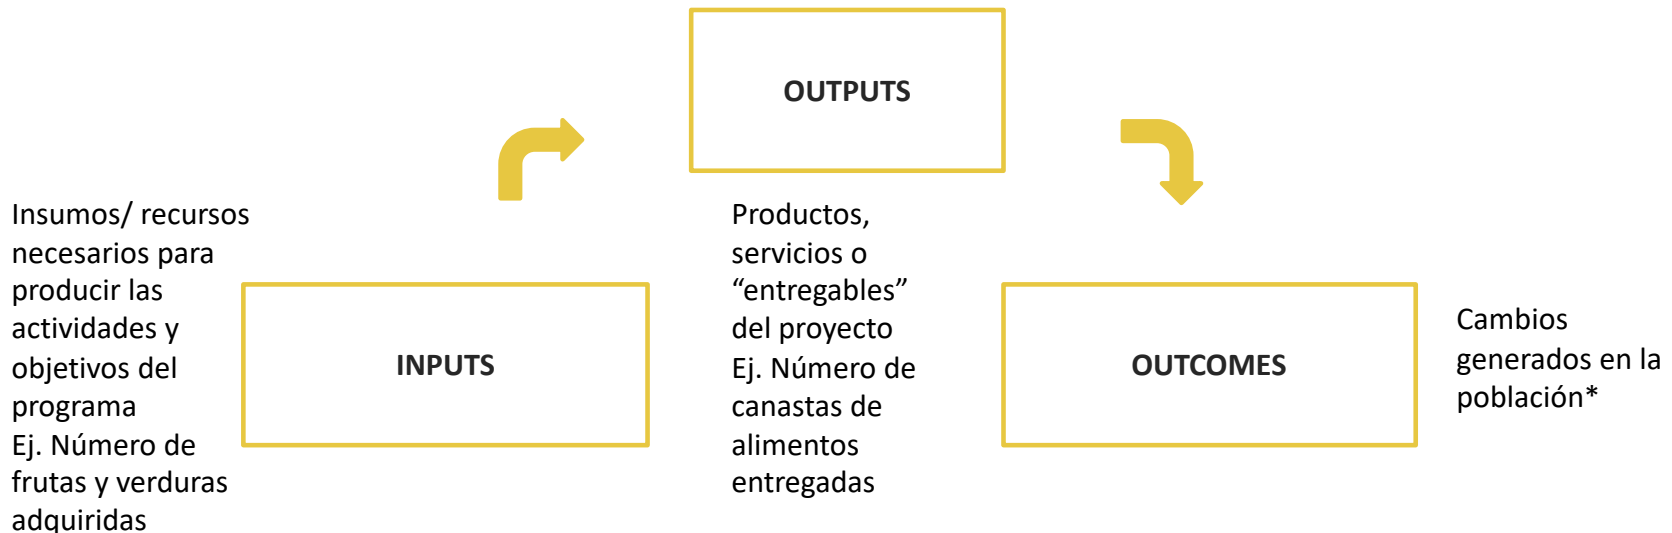 OUTPUTS
Insumos/ recursos
necesarios para
producir las
actividades y
objetivos del
programa
Ej. Número de
frutas y verduras
adquiridas
INPUTS
Productos,
servicios o
“entregables”
del proyecto
Ej. Número de
canastas de
alimentos
entregadas
OUTCOMES
Cambios
generados en la
población*